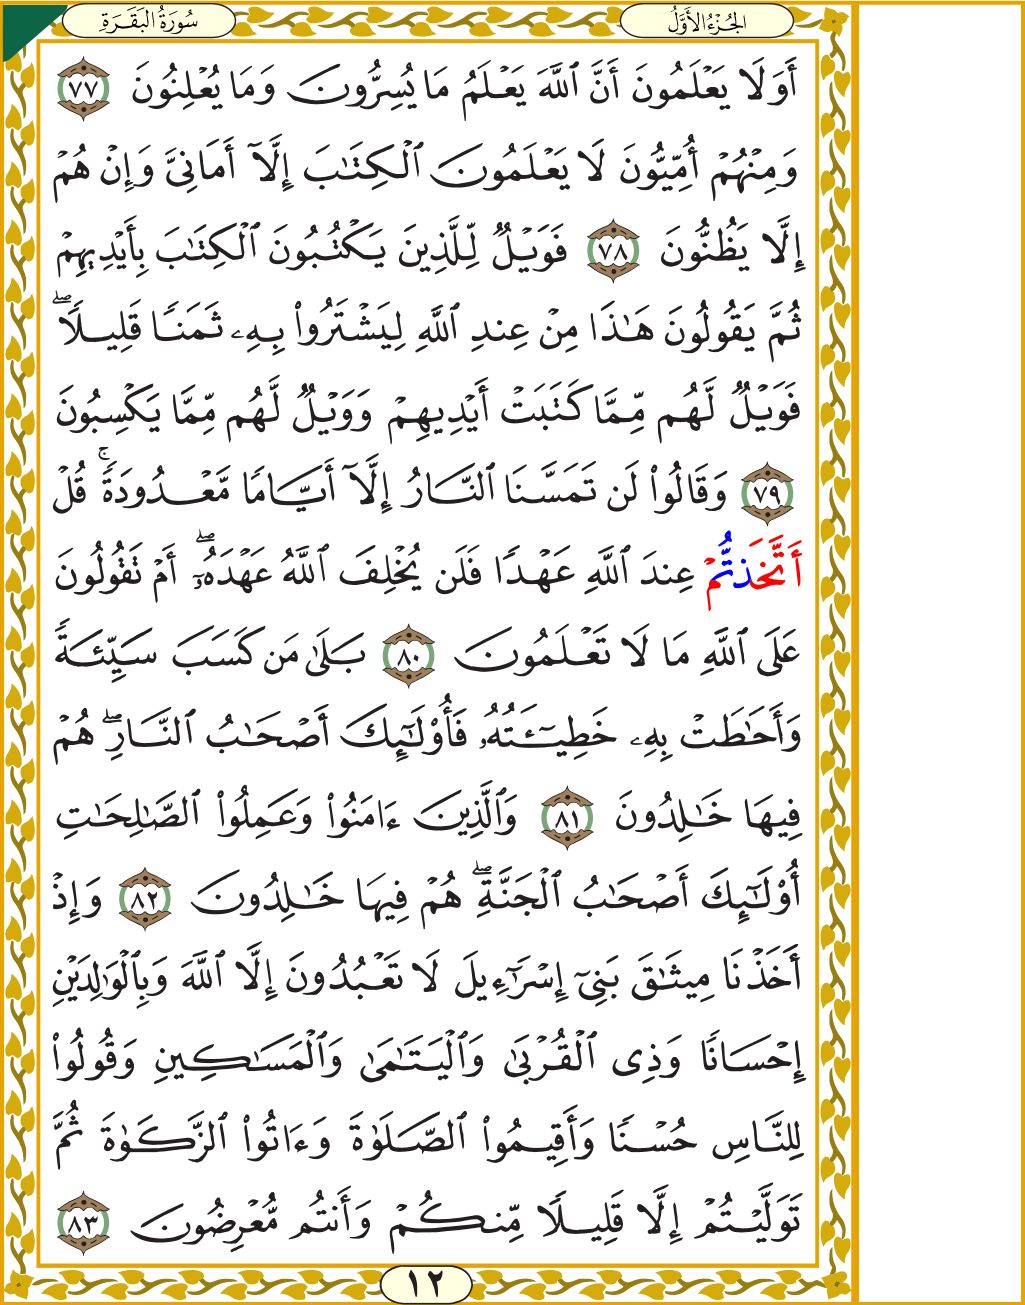 الجُزْءُ الأَوَّلُ
سُورَةُ البَقَرَةِ
أَوَلَا يَعْلَمُونَ أَنَّ ٱللَّهَ يَعْلَمُ مَا يُسِرُّونَ وَمَا يُعْلِنُونَ ٧٧
وَمِنْهُمْ أُمِّيُّونَ لَا يَعْلَمُونَ ٱلْكِتَٰبَ إِلَّآ أَمَانِىَّ وَإِنْ هُمْ
إِلَّا يَظُنُّونَ ٧٨ فَوَيْلٌ لِّلَّذِينَ يَكْتُبُونَ ٱلْكِتَٰبَ بِأَيْدِيهِمْ
ثُمَّ يَقُولُونَ هَٰذَا مِنْ عِندِ ٱللَّهِ لِيَشْتَرُوا۟ بِهِۦ ثَمَنًا قَلِيلًا ۖ
فَوَيْلٌ لَّهُم مِّمَّا كَتَبَتْ أَيْدِيهِمْ وَوَيْلٌ لَّهُم مِّمَّا يَكْسِبُونَ
٧٩ وَقَالُوا۟ لَن تَمَسَّنَا ٱلنَّارُ إِلَّآ أَيَّامًا مَّعْدُودَةً ۚ قُلْ
أَتَّخَذتُّمْ عِندَ ٱللَّهِ عَهْدًا فَلَن يُخْلِفَ ٱللَّهُ عَهْدَهُۥٓ ۖ أَمْ تَقُولُونَ
عَلَى ٱللَّهِ مَا لَا تَعْلَمُونَ ٨٠ بَلَىٰ مَن كَسَبَ سَيِّئَةً
وَأَحَٰطَتْ بِهِۦ خَطِيٓـَٔتُهُۥ فَأُو۟لَٰٓئِكَ أَصْحَٰبُ ٱلنَّارِ ۖ هُمْ
فِيهَا خَٰلِدُونَ ٨١ وَٱلَّذِينَ ءَامَنُوا۟ وَعَمِلُوا۟ ٱلصَّٰلِحَٰتِ
أُو۟لَٰٓئِكَ أَصْحَٰبُ ٱلْجَنَّةِ ۖ هُمْ فِيهَا خَٰلِدُونَ ٨٢ وَإِذْ
أَخَذْنَا مِيثَٰقَ بَنِىٓ إِسْرَٰٓءِيلَ لَا تَعْبُدُونَ إِلَّا ٱللَّهَ وَبِٱلْوَٰلِدَيْنِ
إِحْسَانًا وَذِى ٱلْقُرْبَىٰ وَٱلْيَتَٰمَىٰ وَٱلْمَسَٰكِينِ وَقُولُوا۟
لِلنَّاسِ حُسْنًا وَأَقِيمُوا۟ ٱلصَّلَوٰةَ وَءَاتُوا۟ ٱلزَّكَوٰةَ ثُمَّ
تَوَلَّيْتُمْ إِلَّا قَلِيلًا مِّنكُمْ وَأَنتُم مُّعْرِضُونَ ٨٣
١٢